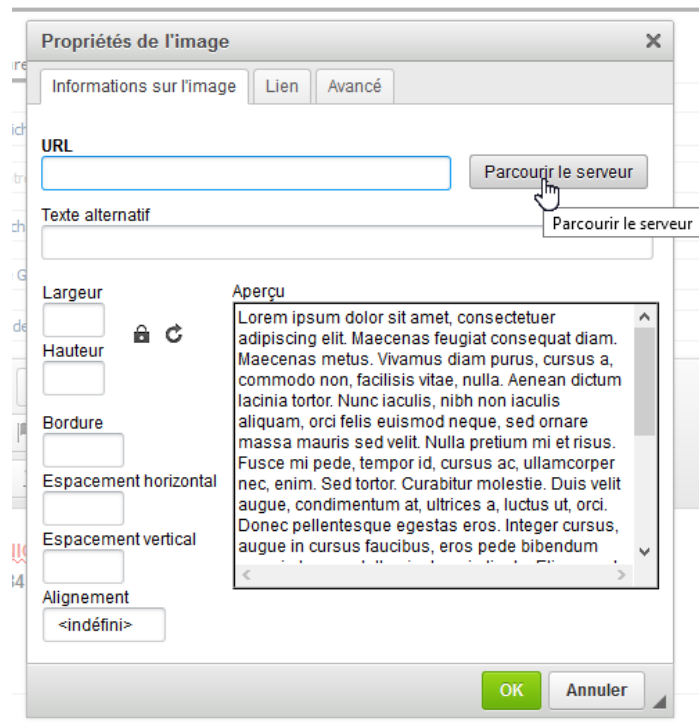 Propriétés de l'image
Informations sur l'image
Lien
Avancé
URL
Parcourir le serveur
Parcourir le serveur
Texte alternatif
Largeur
Hauteur
Bordure
Espacement horizontal
Espacement vertical
Alignement
<indéfini>
Aperçu
Lorem ipsum dolor sit amet, consectetuer
adipiscing elit. Maecenas feugiat consequat diam.
Maecenas metus. Vivamus diam purus, cursus a,
commodo non, facilisis vitae, nulla. Aenean dictum
lacinia tortor. Nunc iaculis, nibh non iaculis
aliquam, orci felis euismod neque, sed ornare
massa mauris sed velit. Nulla pretium mi et risus.
Fusce mi pede, tempor id, cursus ac, ullamcorper
nec, enim. Sed tortor. Curabitur molestie. Duis velit
augue, condimentum at, ultrices a, luctus ut, orci.
Donec pellentesque egestas eros. Integer cursus,
augue in cursus faucibus, eros pede bibendum
OK
Annuler